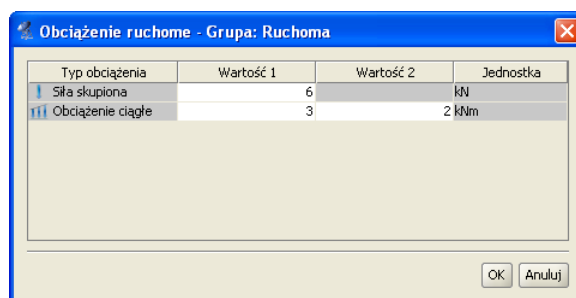 Obciążenie ruchome - Grupa: Ruchoma
Typ obciążenia Wartość 1 Wartość 2 Jednostka
Siła skupiona 6 kN
Obciążenie ciągłe 3 2 kNm
OK Anuluj